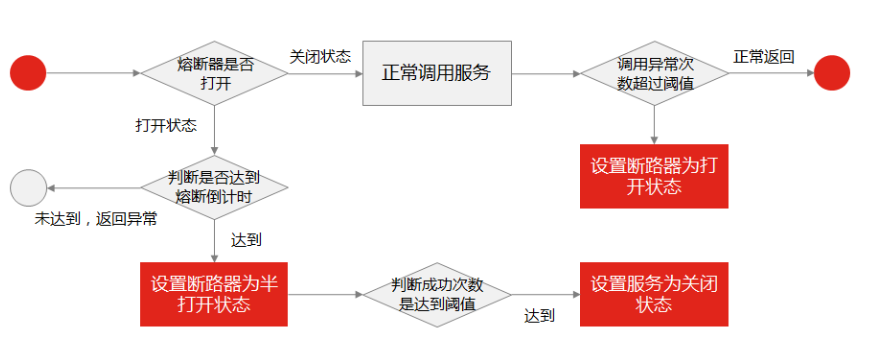 熔断器是否
打开
关闭状态
正常调用服务
调用异常次
数超过阈值
正常返回
打开状态
设置断路器为打
开状态
判断是否达到
熔断倒计时
未达到，返回异常
达到
设置断路器为半
打开状态
判断成功次数
是达到阈值
达到
设置服务为关闭
状态